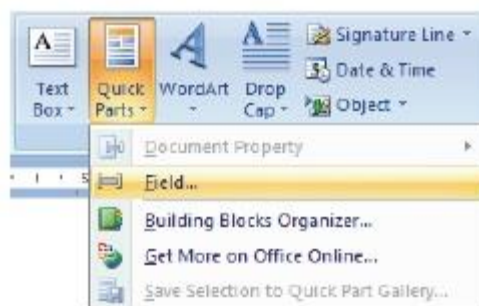 Text Box
Quick Parts
WordArt
Drop Cap
Signature Line
Date & Time
Object
Document Property
Field...
Building Blocks Organizer...
Get More on Office Online...
Save Selection to Quick Part Gallery...